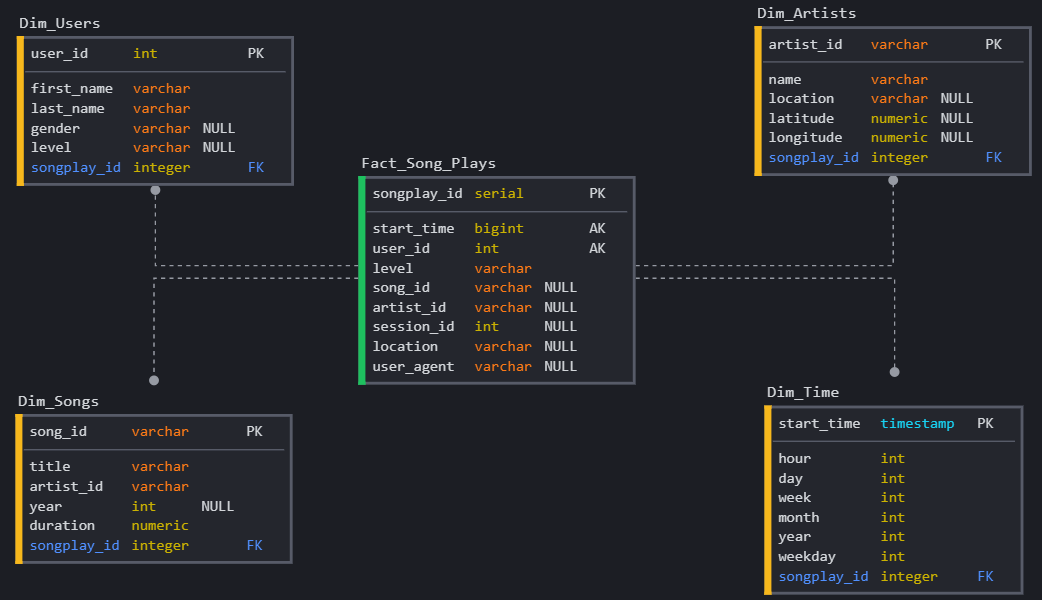 Dim_Users
user_id int PK
first_name varchar
last_name varchar
gender varchar NULL
level varchar NULL
songplay_id integer FK
Dim_Artists
artist_id varchar PK
name varchar
location varchar NULL
latitude numeric NULL
longitude numeric NULL
songplay_id integer FK
Fact_Song_Plays
songplay_id serial PK
start_time bigint AK
user_id int AK
level varchar
song_id varchar NULL
artist_id varchar NULL
session_id int NULL
location varchar NULL
user_agent varchar NULL
Dim_Songs
song_id varchar PK
title varchar
artist_id varchar
year int NULL
duration numeric
songplay_id integer FK
Dim_Time
start_time timestamp PK
hour int
day int
week int
month int
year int
weekday int
songplay_id integer FK